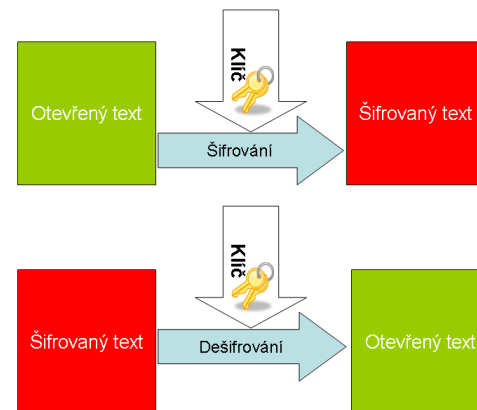 Klíč
Otevřený text
Šifrování
Šifrovaný text
Klíč
Šifrovaný text
Dešifrování
Otevřený text